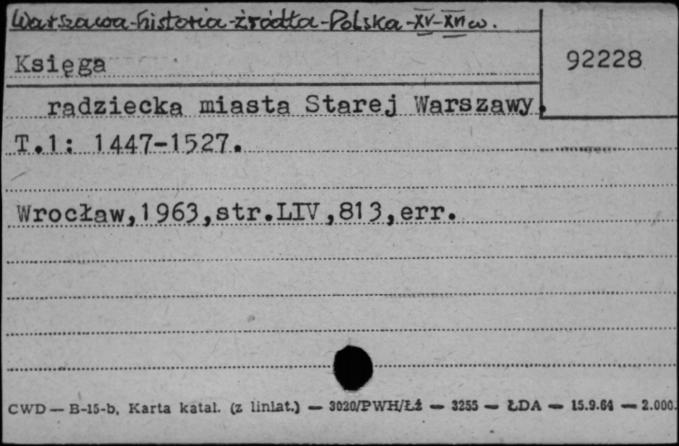 Warszawa-historia-źródła-Polska-XV-XVI w.
Księga
92228
radziecka miasta Starej Warszawy.
T.1: 1447-1527.
Wrocław,1963,str.LIV,813,err.
CWD — B-15-b, Karta katal. (z liniat.) — 3020/PWH/Łż — 3255 — ŁDA — 15.9.64 — 2.000.